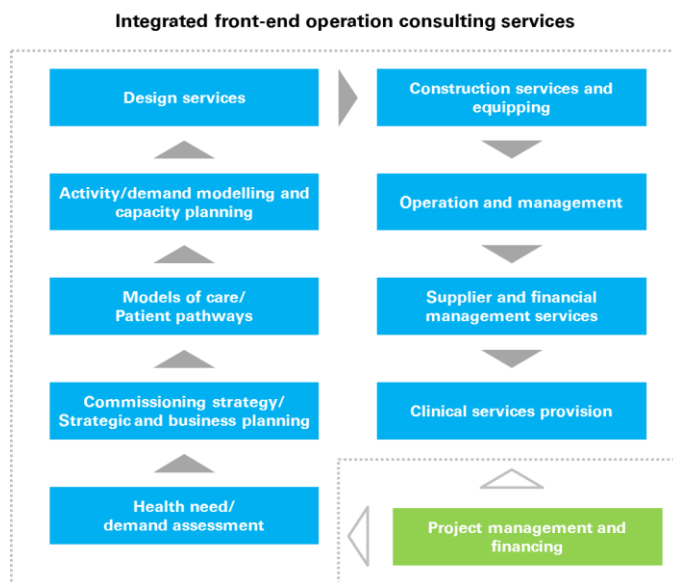 Integrated front-end operation consulting services
Design services
Construction services and
equipping
Activity/demand modelling and
capacity planning
Operation and management
Models of care/
Patient pathways
Supplier and financial
management services
Commissioning strategy/
Strategic and business planning
Clinical services provision
Health need/
demand assessment
Project management and
financing